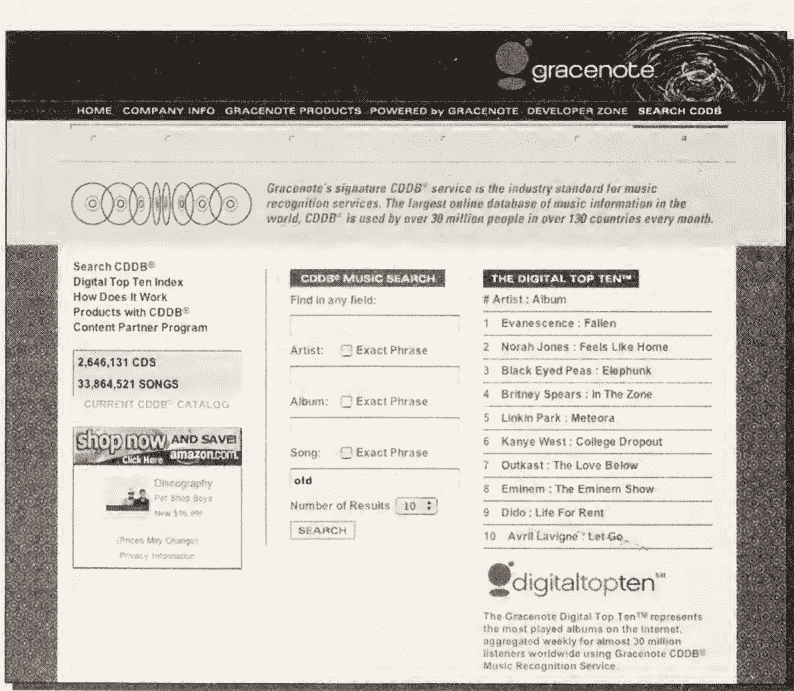 gracenote
HOME COMPANY INFO GRACENOTE PRODUCTS POWERED by GRACENOTE DEVELOPER ZONE SEARCH CDDB
Gracenote's signature CDDB® service is the industry standard for music
recognition services. The largest online database of music information in the
world, CDDB® is used by over 30 million people in over 130 countries every month.
Search CDDB®
Digital Top Ten Index
How Does It Work
Products with CDDB®
Content Partner Program
2,646,131 CDS
33,864,521 SONGS
CURRENT CDDB® CATALOG
shop now AND SAVE!
Click Here amazon.com
Discography
Pet Shop Boys
New $16.99!
(Prices May Change)
Privacy Information
CDDB® MUSIC SEARCH
Find in any field:
Artist: Exact Phrase
Album: Exact Phrase
Song: Exact Phrase
old
Number of Results 10
SEARCH
THE DIGITAL TOP TEN™
# Artist : Album
1 Evanescence : Fallen
2 Norah Jones : Feels Like Home
3 Black Eyed Peas : Elephunk
4 Britney Spears : In The Zone
5 Linkin Park : Meteora
6 Kanye West : College Dropout
7 Outkast : The Love Below
8 Eminem : The Eminem Show
9 Dido : Life For Rent
10 Avril Lavigne : Let Go
digitaltopten℠
The Gracenote Digital Top Ten™ represents
the most played albums on the Internet,
aggregated weekly for almost 30 million
listeners worldwide using Gracenote CDDB®
Music Recognition Service.